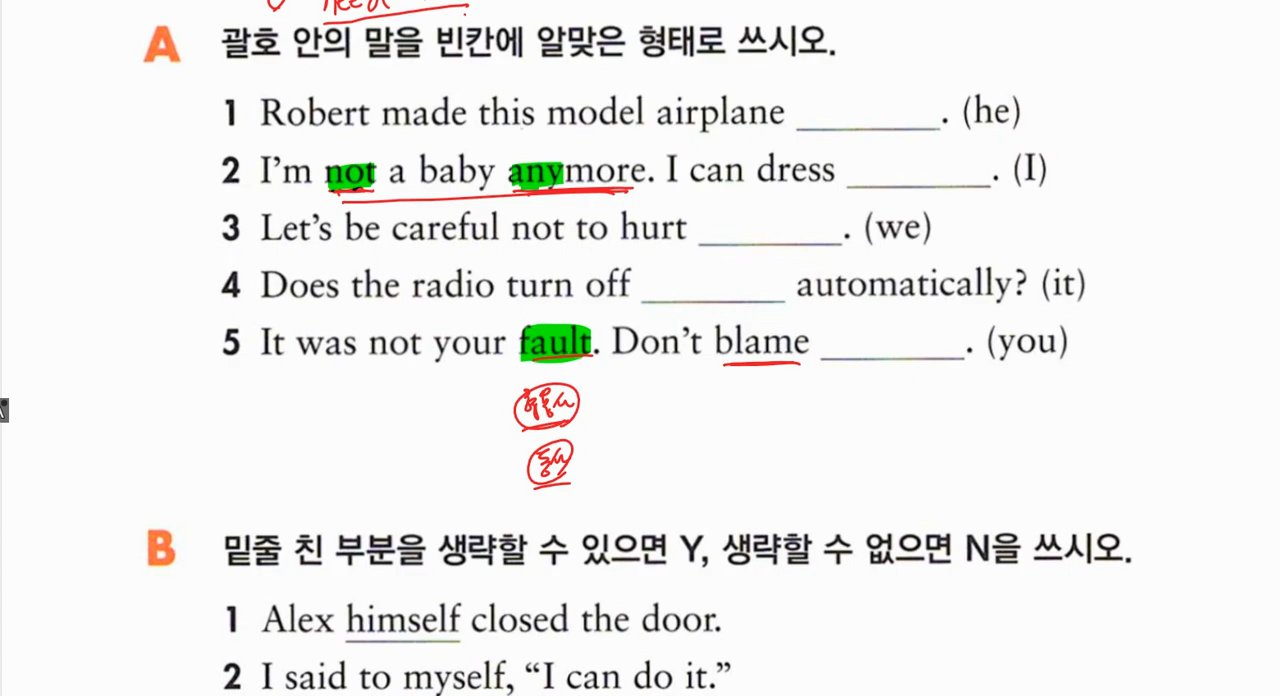 need
A 괄호 안의 말을 빈칸에 알맞은 형태로 쓰시오.
1 Robert made this model airplane ________. (he)
2 I'm not a baby anymore. I can dress ________. (I)
3 Let's be careful not to hurt ________. (we)
4 Does the radio turn off ________ automatically? (it)
5 It was not your fault. Don't blame ________. (you)
B 밑줄 친 부분을 생략할 수 있으면 Y, 생략할 수 없으면 N을 쓰시오.
1 Alex himself closed the door.
2 I said to myself, “I can do it.”